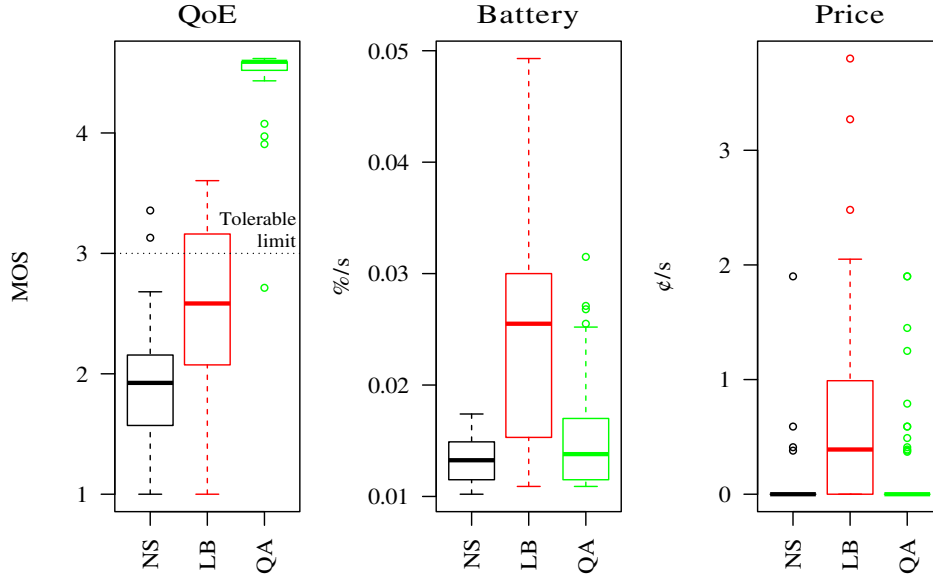 QoE
MOS
4
3
2
1
Tolerable
limit
NS
LB
QA
Battery
%/s
0.05
0.04
0.03
0.02
0.01
NS
LB
QA
Price
¢/s
3
2
1
0
NS
LB
QA